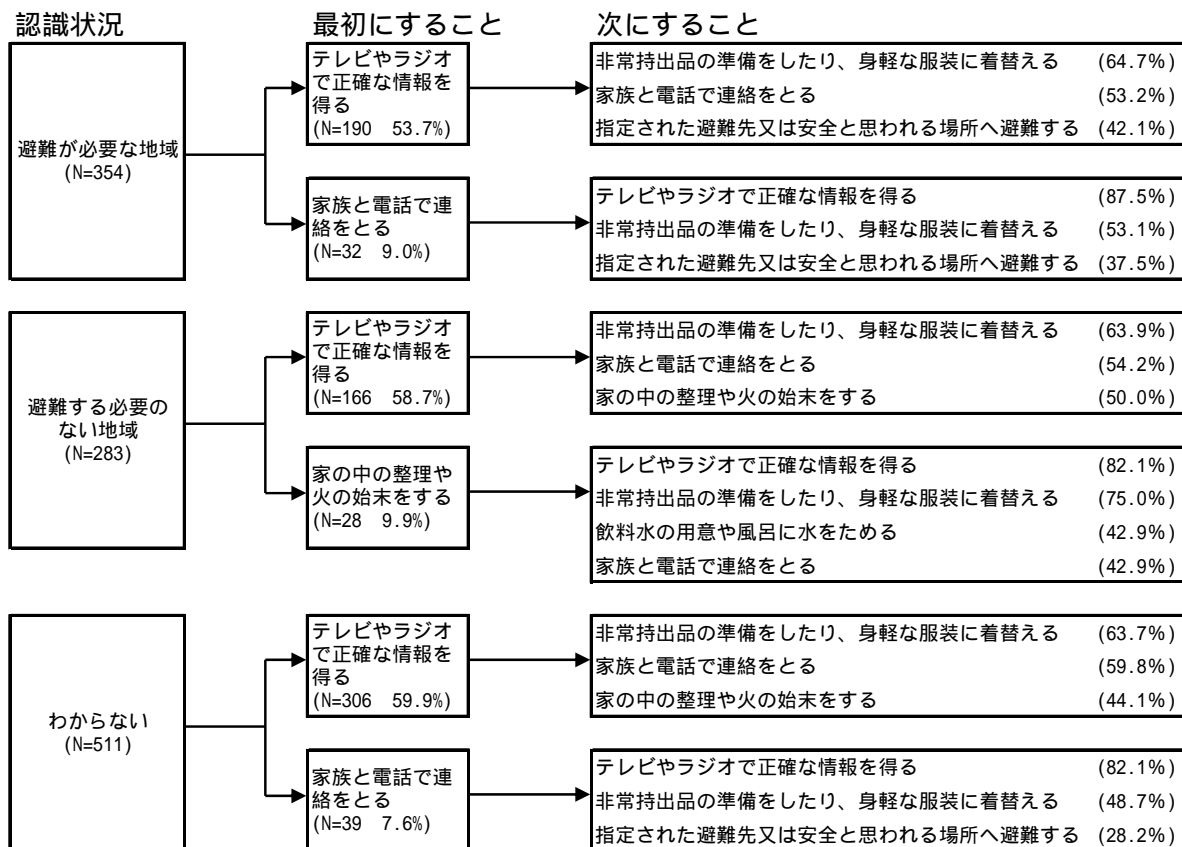 認識状況 最初にすること 次にすること
避難が必要な地域
(N=354)
テレビやラジオ
で正確な情報を
得る
(N=190 53.7%)
非常持出品の準備をしたり、身軽な服装に着替える (64.7%)
家族と電話で連絡をとる (53.2%)
指定された避難先又は安全と思われる場所へ避難する (42.1%)
家族と電話で連
絡をとる
(N=32 9.0%)
テレビやラジオで正確な情報を得る (87.5%)
非常持出品の準備をしたり、身軽な服装に着替える (53.1%)
指定された避難先又は安全と思われる場所へ避難する (37.5%)
避難する必要の
ない地域
(N=283)
テレビやラジオ
で正確な情報を
得る
(N=166 58.7%)
非常持出品の準備をしたり、身軽な服装に着替える (63.9%)
家族と電話で連絡をとる (54.2%)
家の中の整理や火の始末をする (50.0%)
家の中の整理や
火の始末をする
(N=28 9.9%)
テレビやラジオで正確な情報を得る (82.1%)
非常持出品の準備をしたり、身軽な服装に着替える (75.0%)
飲料水の用意や風呂に水をためる (42.9%)
家族と電話で連絡をとる (42.9%)
わからない
(N=511)
テレビやラジオ
で正確な情報を
得る
(N=306 59.9%)
非常持出品の準備をしたり、身軽な服装に着替える (63.7%)
家族と電話で連絡をとる (59.8%)
家の中の整理や火の始末をする (44.1%)
家族と電話で連
絡をとる
(N=39 7.6%)
テレビやラジオで正確な情報を得る (82.1%)
非常持出品の準備をしたり、身軽な服装に着替える (48.7%)
指定された避難先又は安全と思われる場所へ避難する (28.2%)